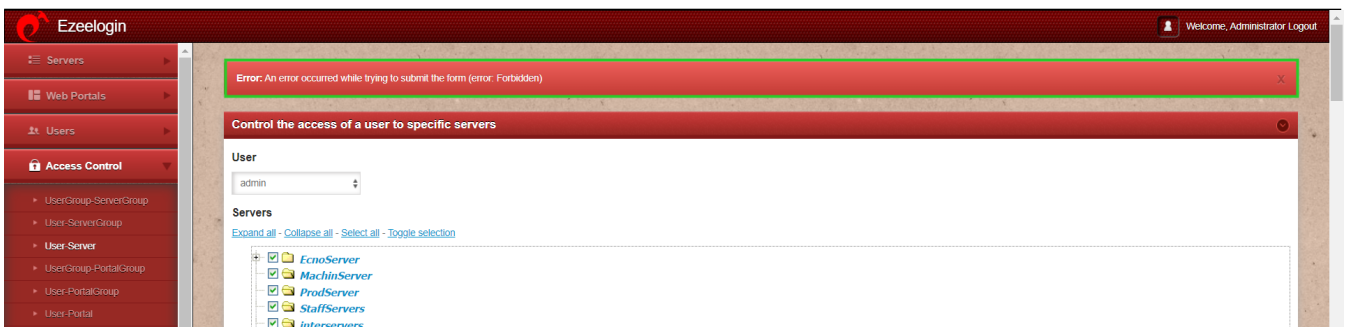 Ezeelogin
Welcome, Administrator Logout
Servers
Web Portals
Users
Access Control
UserGroup-ServerGroup
User-ServerGroup
User-Server
UserGroup-PortalGroup
User-PortalGroup
User-Portal
Error: An error occurred while trying to submit the form (error: Forbidden)
X
Control the access of a user to specific servers
User
admin
Servers
Expand all - Collapse all - Select all - Toggle selection
EcnoServer
MachinServer
ProdServer
StaffServers
interservers